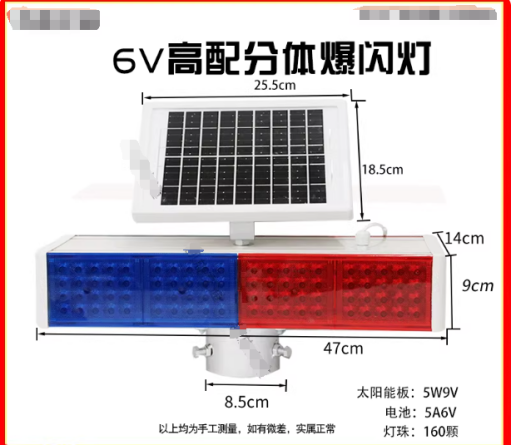 6V高配分体爆闪灯
25.5cm
18.5cm
14cm
9cm
47cm
8.5cm
太阳能板：5W9V
电池：5A6V
灯珠：160颗
以上均为手工测量，如有微差，实属正常